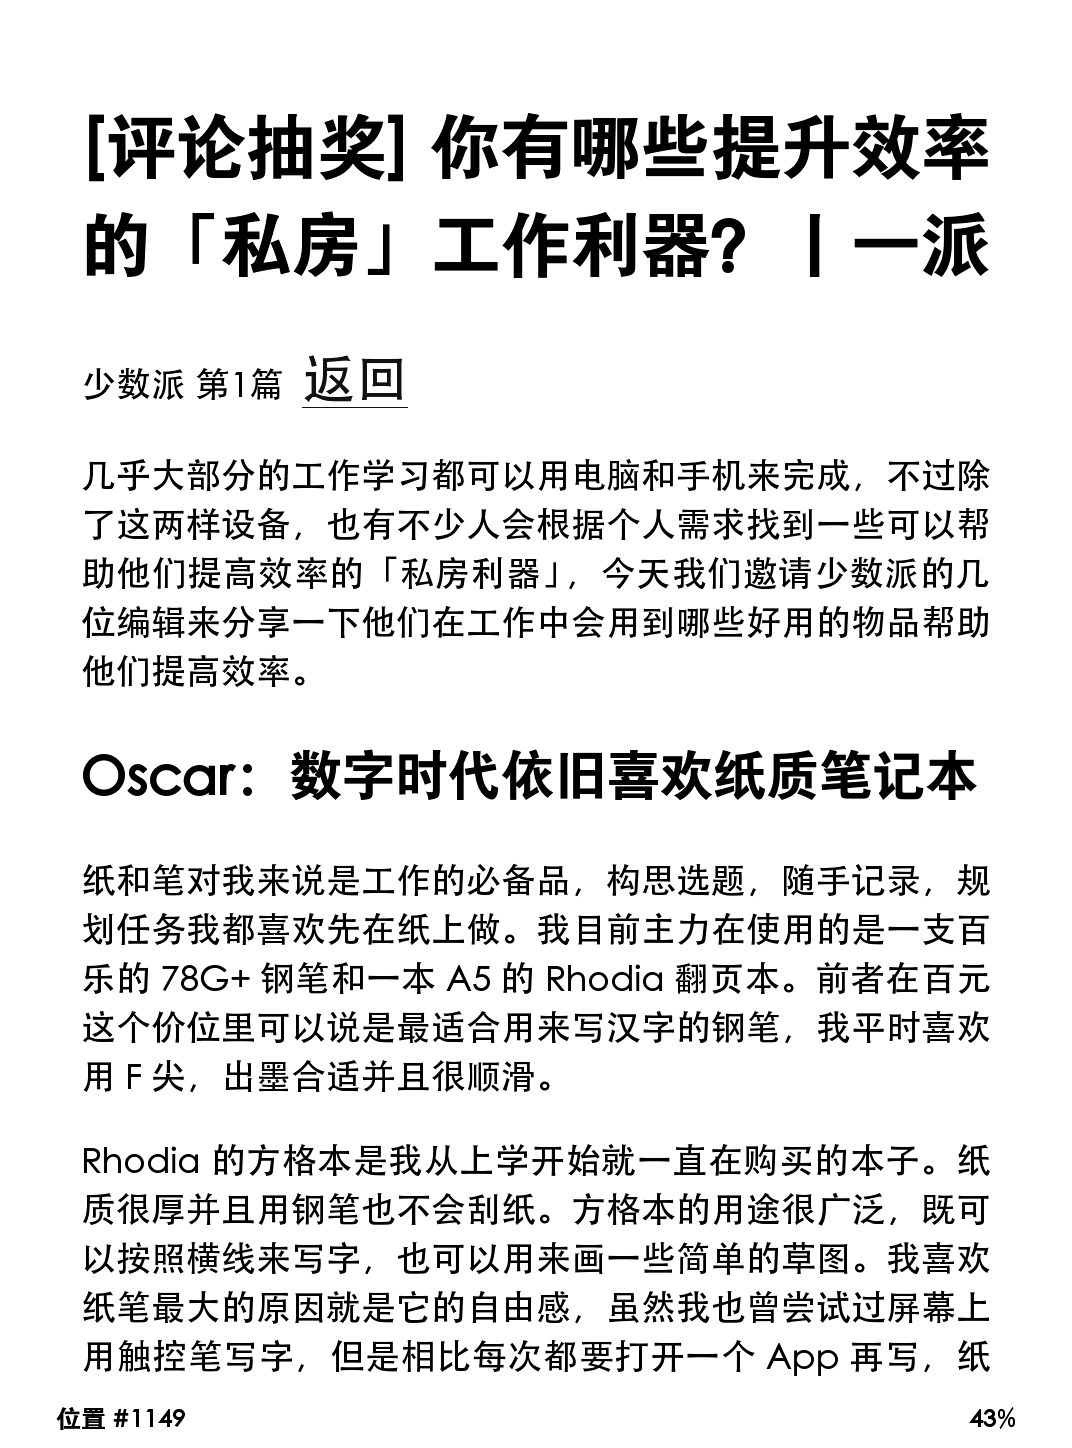 [评论抽奖] 你有哪些提升效率
的「私房」工作利器？丨一派
少数派 第1篇 返回
几乎大部分的工作学习都可以用电脑和手机来完成，不过除
了这两样设备，也有不少人会根据个人需求找到一些可以帮
助他们提高效率的「私房利器」，今天我们邀请少数派的几
位编辑来分享一下他们在工作中会用到哪些好用的物品帮助
他们提高效率。
Oscar：数字时代依旧喜欢纸质笔记本
纸和笔对我来说是工作的必备品，构思选题，随手记录，规
划任务我都喜欢先在纸上做。我目前主力在使用的是一支百
乐的 78G+ 钢笔和一本 A5 的 Rhodia 翻页本。前者在百元
这个价位里可以说是最适合用来写汉字的钢笔，我平时喜欢
用 F 尖，出墨合适并且很顺滑。
Rhodia 的方格本是我从上学开始就一直在购买的本子。纸
质很厚并且用钢笔也不会刮纸。方格本的用途很广泛，既可
以按照横线来写字，也可以用来画一些简单的草图。我喜欢
纸笔最大的原因就是它的自由感，虽然我也曾尝试过屏幕上
用触控笔写字，但是相比每次都要打开一个 App 再写，纸
位置 #1149
43%